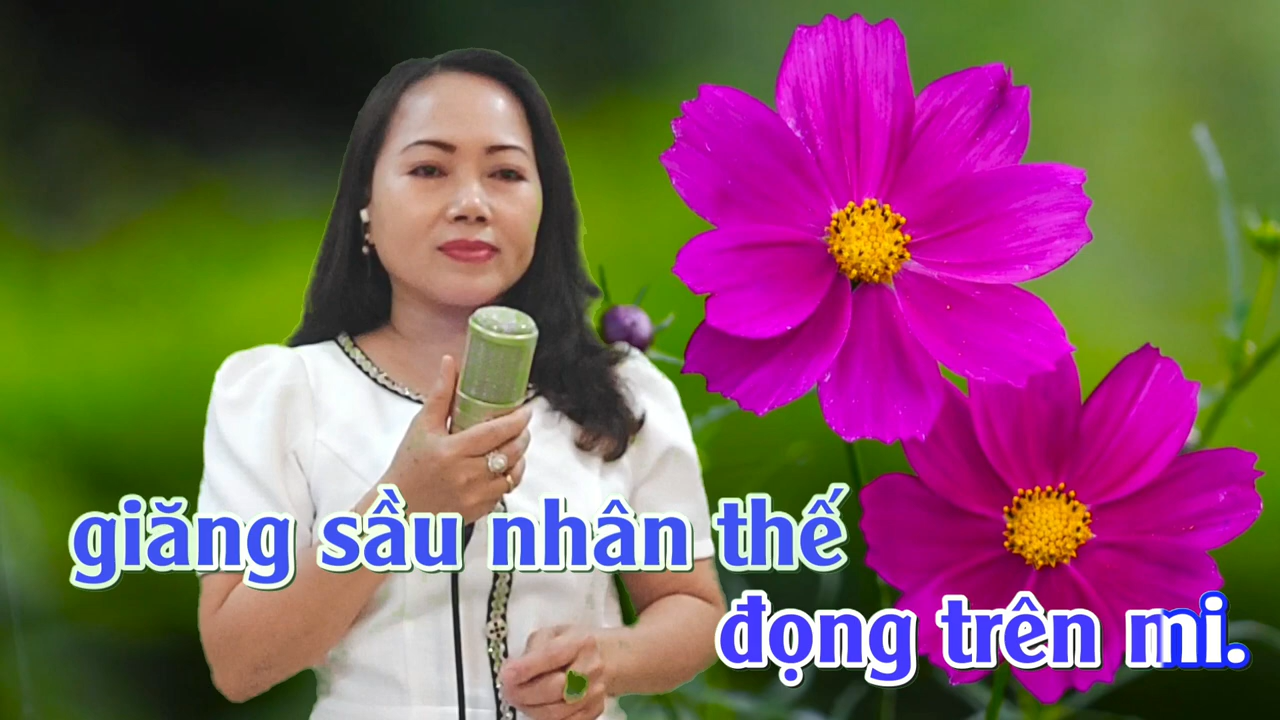 giăng sầu nhân thế
đọng trên mi.